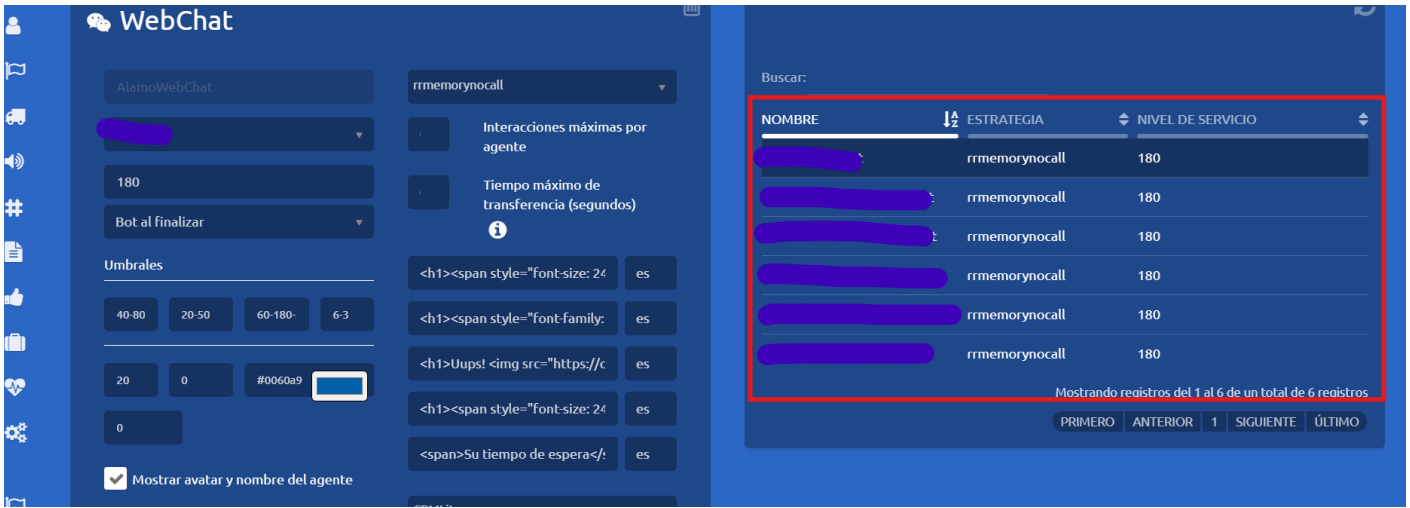 WebChat
AlamoWebChat
180
Bot al finalizar
Umbrales
40-80 20-50 60-180- 6-3
20 0 #0060a9
0
Mostrar avatar y nombre del agente
rrmemorynocall
Interacciones máximas por
agente
Tiempo máximo de
transferencia (segundos)
<h1><span style="font-size: 24 es
<h1><span style="font-family: es
<h1>Uups! <img src="https://c es
<h1><span style="font-size: 24 es
<span>Su tiempo de espera</s es
Buscar:
NOMBRE ESTRATEGIA NIVEL DE SERVICIO
rrmemorynocall 180
rrmemorynocall 180
rrmemorynocall 180
rrmemorynocall 180
rrmemorynocall 180
rrmemorynocall 180
Mostrando registros del 1 al 6 de un total de 6 registros
PRIMERO ANTERIOR 1 SIGUIENTE ÚLTIMO